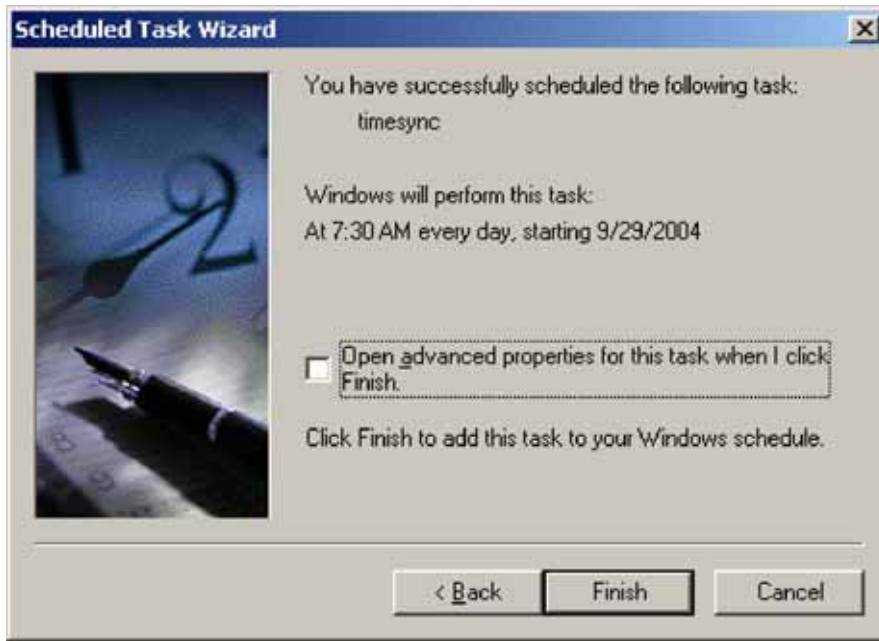 Scheduled Task Wizard
You have successfully scheduled the following task:
timesync
Windows will perform this task:
At 7:30 AM every day, starting 9/29/2004
Open advanced properties for this task when I click
Finish.
Click Finish to add this task to your Windows schedule.
< Back Finish Cancel